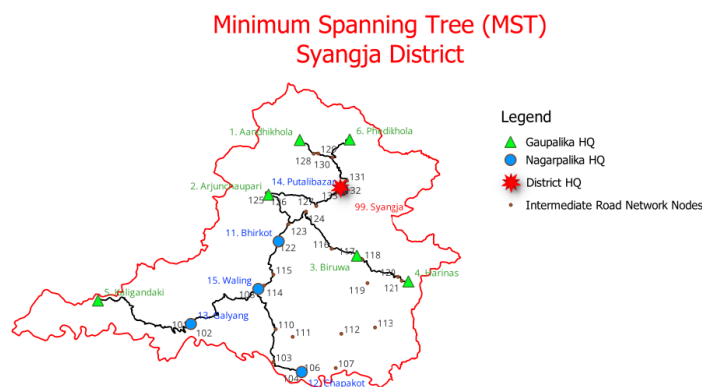 Minimum Spanning Tree (MST)
Syangja District
Legend
Gaupalika HQ
Nagarpalika HQ
District HQ
Intermediate Road Network Nodes
1. Aandhikhola
6. Phedikhola
128
130
131
14. Putalibazar
2. Arjunchaupari
125
126
99. Syangja
124
123
11. Bhirkot
122
116
118
3. Biruwa
4. Harinas
121
119
115
15. Waling
114
5. Kaligandaki
13. Galyang
102
110
111
112
113
103
106
107
104
12. Chapakot